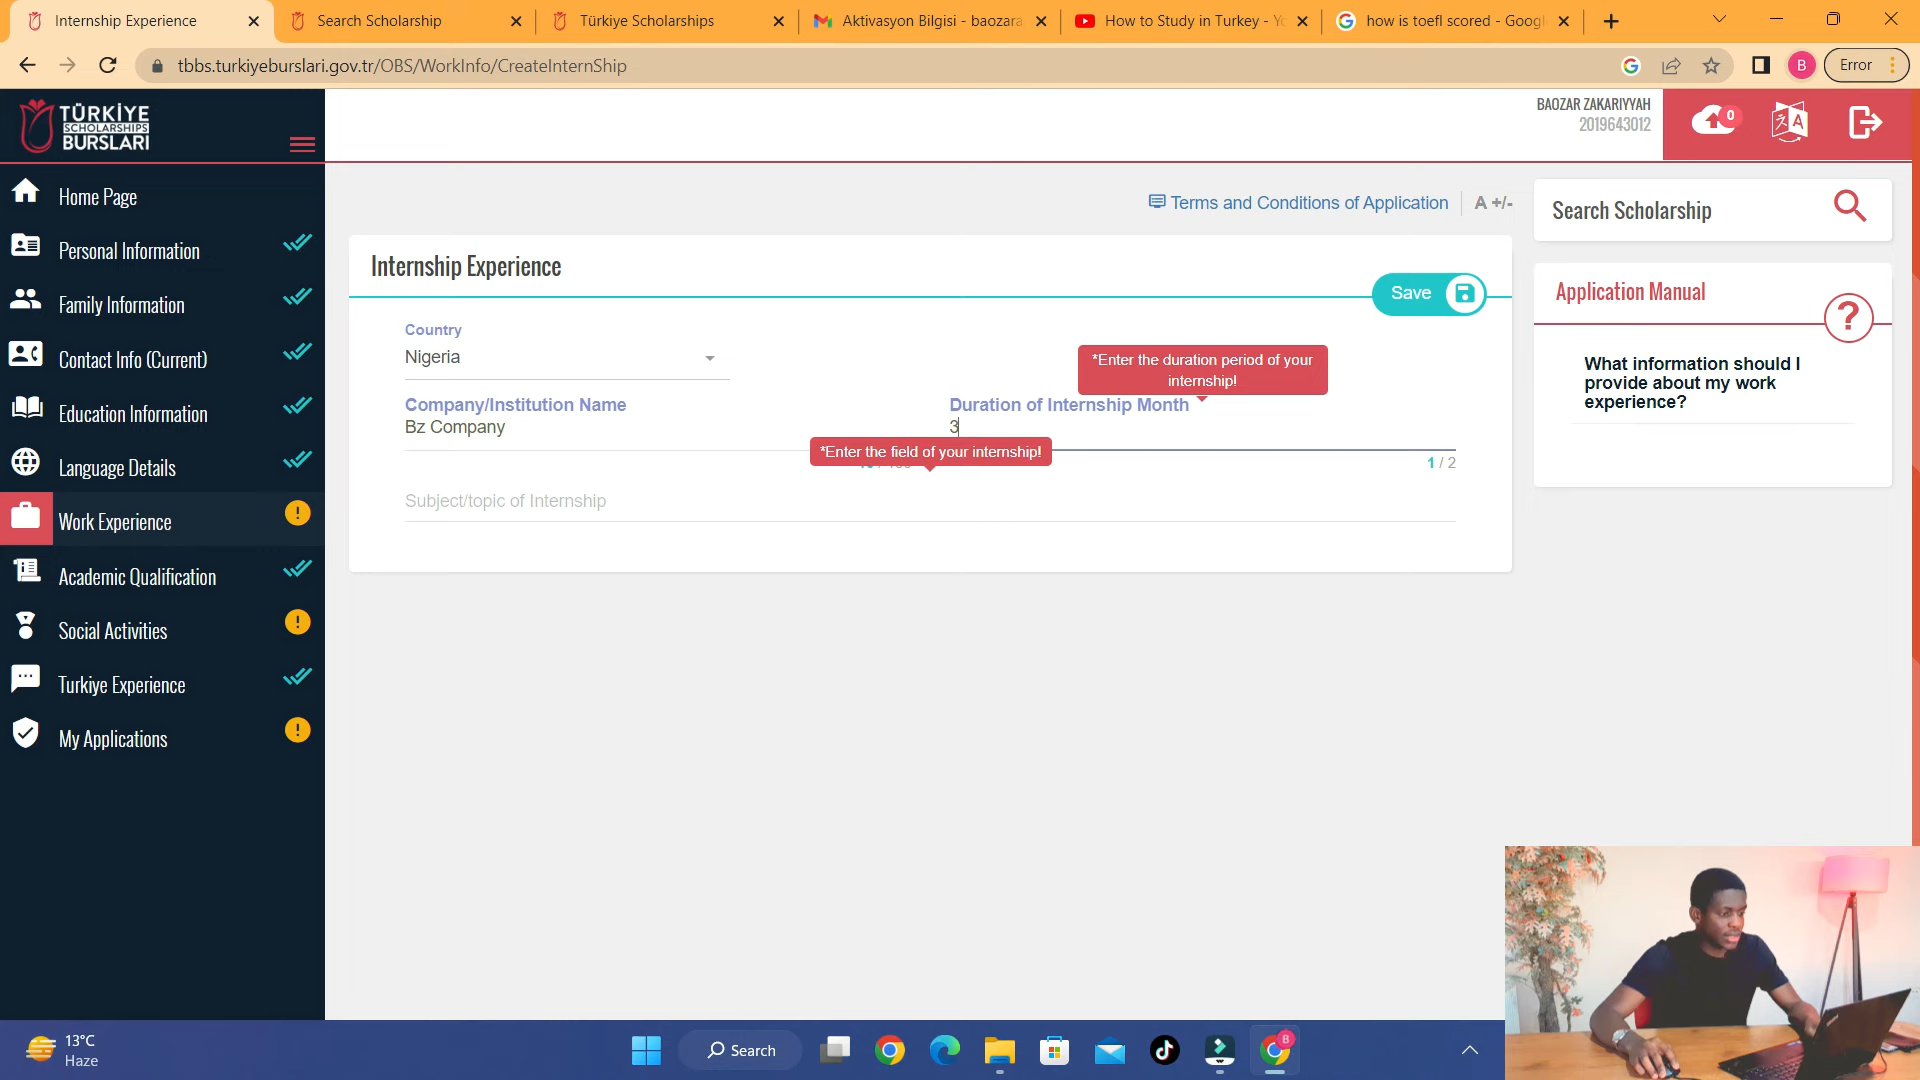 Internship Experience
Search Scholarship
Türkiye Scholarships
Aktivasyon Bilgisi - baozara
How to Study in Turkey - Yo
how is toefl scored - Google
tbbs.turkiyeburslari.gov.tr/OBS/WorkInfo/CreateInternShip
B
Error
TÜRKİYE
SCHOLARSHIPS
BURSLARI
BAOZAR ZAKARIYYAH
2019643012
0
A
Home Page
Personal Information
Family Information
Contact Info (Current)
Education Information
Language Details
Work Experience
Academic Qualification
Social Activities
Turkiye Experience
My Applications
Terms and Conditions of Application
A +/-
Internship Experience
Save
Country
Nigeria
*Enter the duration period of your
internship!
Company/Institution Name
Bz Company
Duration of Internship Month
3
*Enter the field of your internship!
1 / 2
Subject/topic of Internship
Search Scholarship
Application Manual
?
What information should I
provide about my work
experience?
13°C
Haze
Search
B